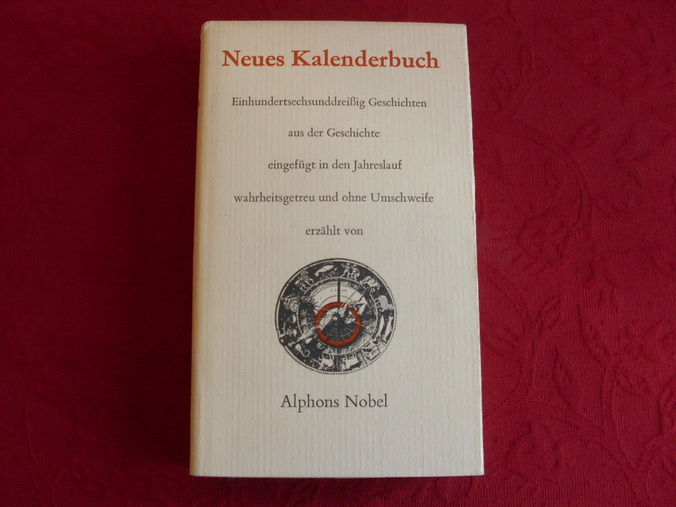 Neues Kalenderbuch
Einhundertsechsunddreißig Geschichten
aus der Geschichte
eingefügt in den Jahreslauf
wahrheitsgetreu und ohne Umschweife
erzählt von
Alphons Nobel